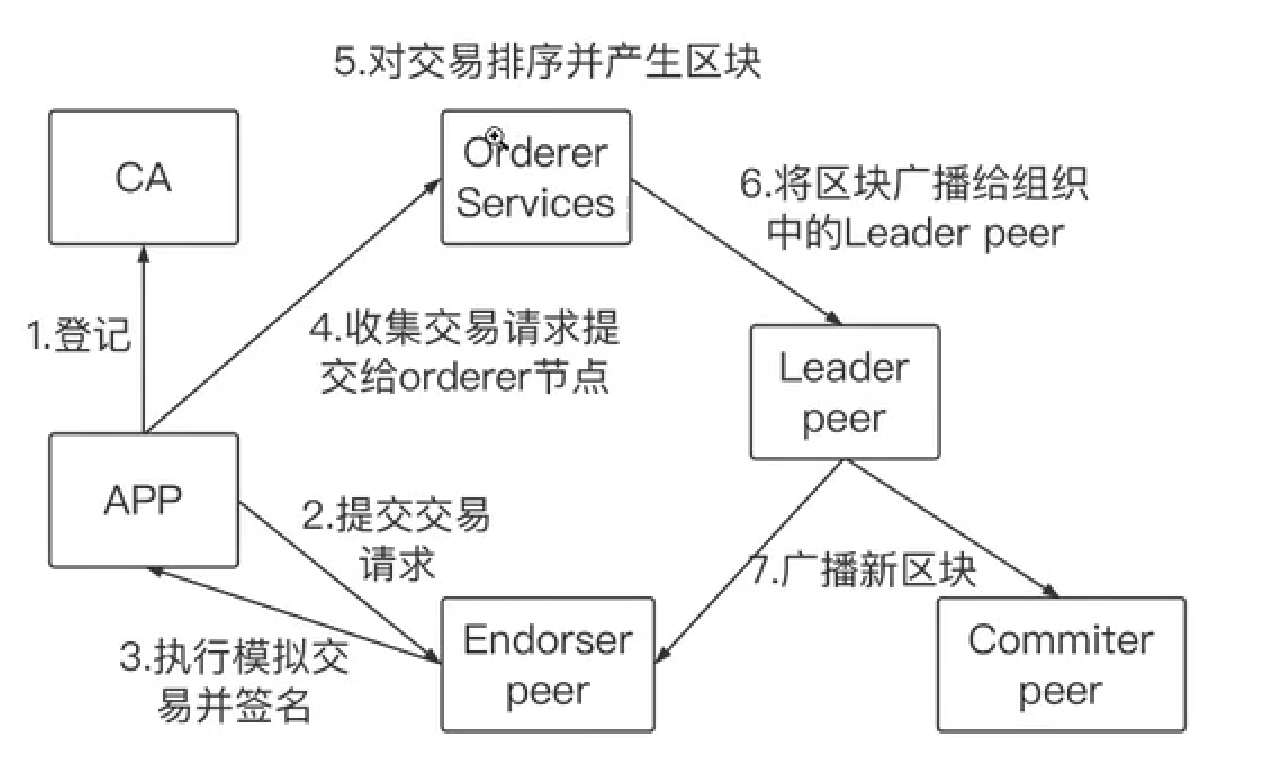 5.对交易排序并产生区块
CA
Orderer
Services
6.将区块广播给组织
中的Leader peer
1.登记
4.收集交易请求提
交给orderer节点
Leader
peer
APP
2.提交交易
请求
7.广播新区块
3.执行模拟交
易并签名
Endorser
peer
Commiter
peer